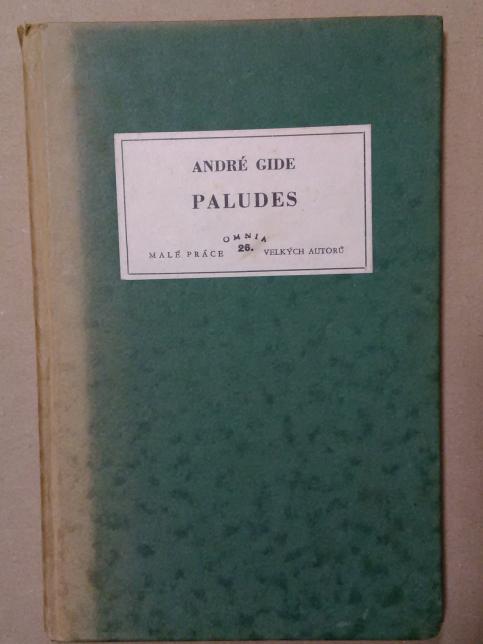 ANDRÉ GIDE
PALUDES
OMNIA
MALÉ PRÁCE 26. VELKÝCH AUTORŮ